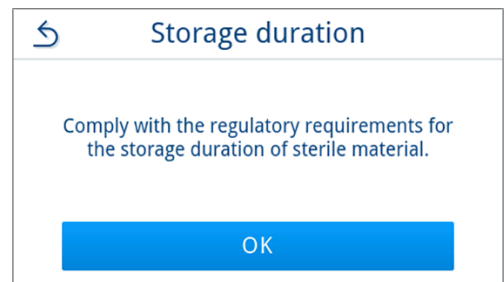 Storage duration
Comply with the regulatory requirements for
the storage duration of sterile material.
OK